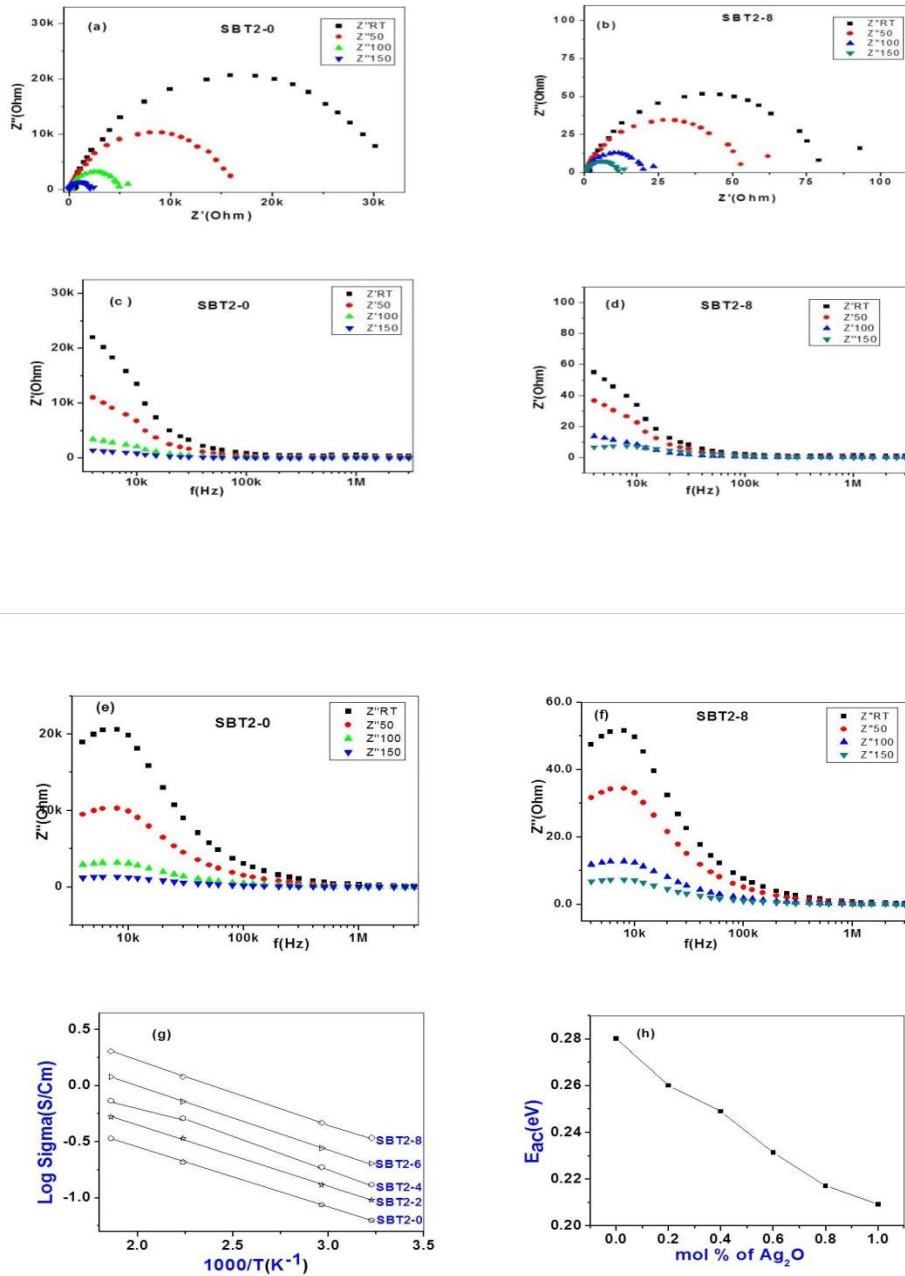 (a)
SBT2-0
Z''RT
Z''50
Z''100
Z''150
30k
20k
10k
0
Z''(Ohm)
0
10k
20k
30k
Z'(Ohm)
(b)
SBT2-8
Z''RT
Z''50
Z''100
Z''150
100
75
50
25
0
Z''(Ohm)
0
25
50
75
100
Z'(Ohm)
(c )
SBT2-0
Z'RT
Z'50
Z'100
Z'150
30k
20k
10k
0
Z'(Ohm)
10k
100k
1M
f(Hz)
(d)
SBT2-8
Z'RT
Z'50
Z'100
Z''150
100
80
60
40
20
0
Z'(Ohm)
10k
100k
1M
f(Hz)
(e)
SBT2-0
Z''RT
Z''50
Z''100
Z''150
20k
0
Z''(Ohm)
10k
100k
1M
f(Hz)
(f)
SBT2-8
Z''RT
Z''50
Z''100
Z''150
60.0
40.0
20.0
0.0
Z''(Ohm)
10k
100k
1M
f(Hz)
(g)
0.5
0.0
-0.5
-1.0
Log Sigma(S/Cm)
SBT2-8
SBT2-6
SBT2-4
SBT2-2
SBT2-0
2.0
2.5
3.0
3.5
1000/T(K⁻¹)
(h)
0.28
0.26
0.24
0.22
0.20
Eac(eV)
0.0
0.2
0.4
0.6
0.8
1.0
mol % of Ag₂O